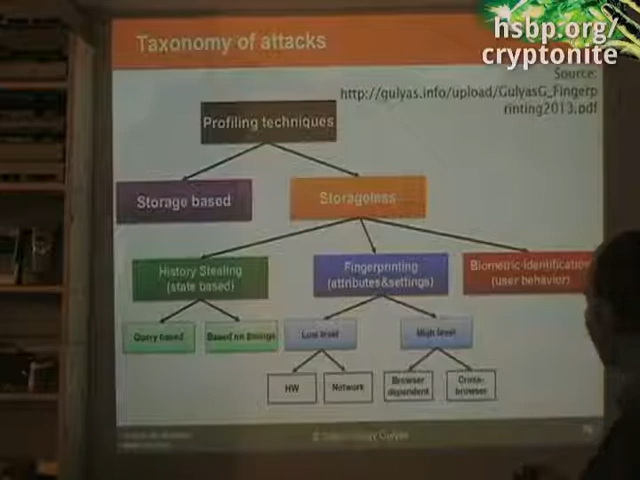 hsbp.org/
cryptonite
Taxonomy of attacks
Source:
http://gulyas.info/upload/GulyasG_Fingerp
rinting2013.pdf
Profiling techniques
Storage based
Storageless
History Stealing
(state based)
Fingerprinting
(attributes&settings)
Biometric identification
(user behavior)
Query based
Based on timings
Low level
High level
HW
Network
Browser
dependent
Cross-
browser
Gulyás